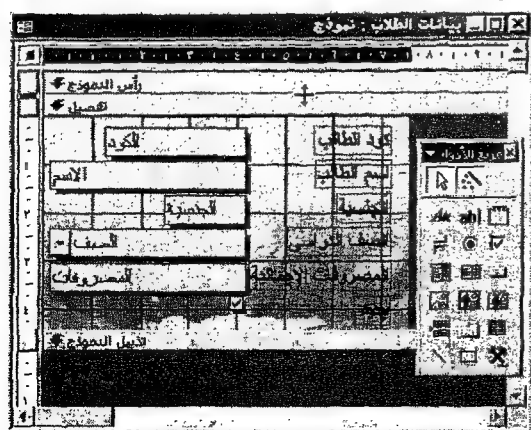 بيانات الطلاب : نموذج
رأس النموذج
تفصيل
كود الطالب الكود
اسم الطالب الاسم
الجنسية الجنسية
الصف الدراسي الصف
المصروفات الإضافية المصروفات
تذييل النموذج